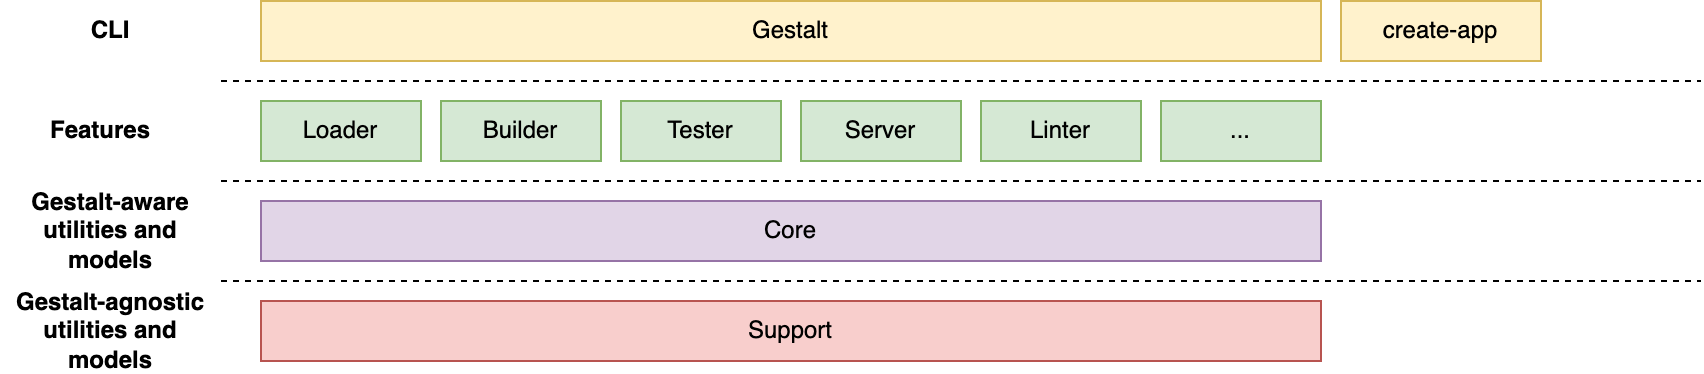 CLI
Gestalt
create-app
Features
Loader
Builder
Tester
Server
Linter
...
Gestalt-aware
utilities and
models
Core
Gestalt-agnostic
utilities and
models
Support